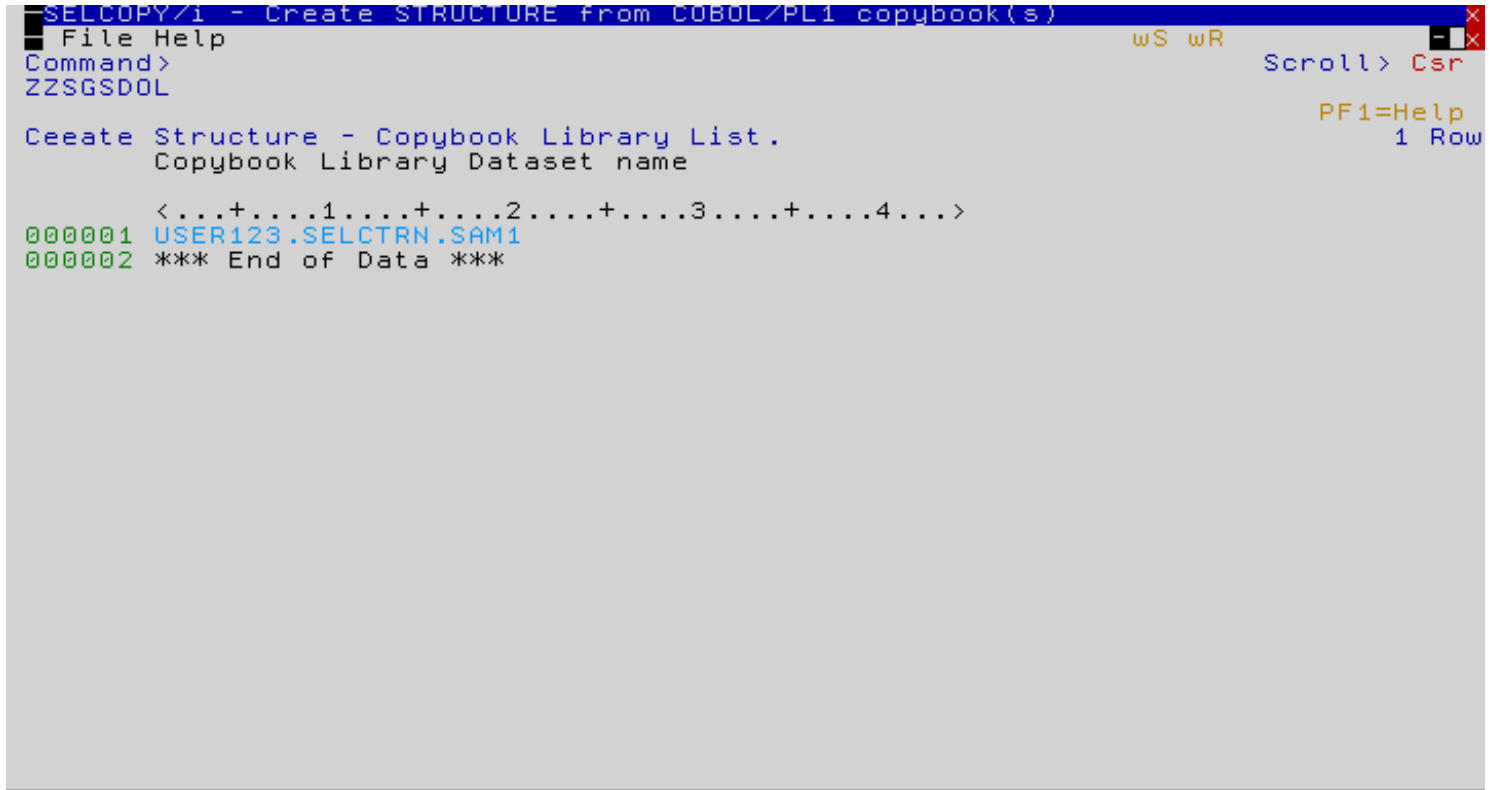 SELCOPY/i - Create STRUCTURE from COBOL/PL1 copybook(s) x
File Help wS wR - x
Command> Scroll> Csr
ZZSGSDOL
PF1=Help
Ceeate Structure - Copybook Library List. 1 Row
Copybook Library Dataset name
<...+....1....+....2....+....3....+....4...>
000001 USER123.SELCTRN.SAM1
000002 *** End of Data ***